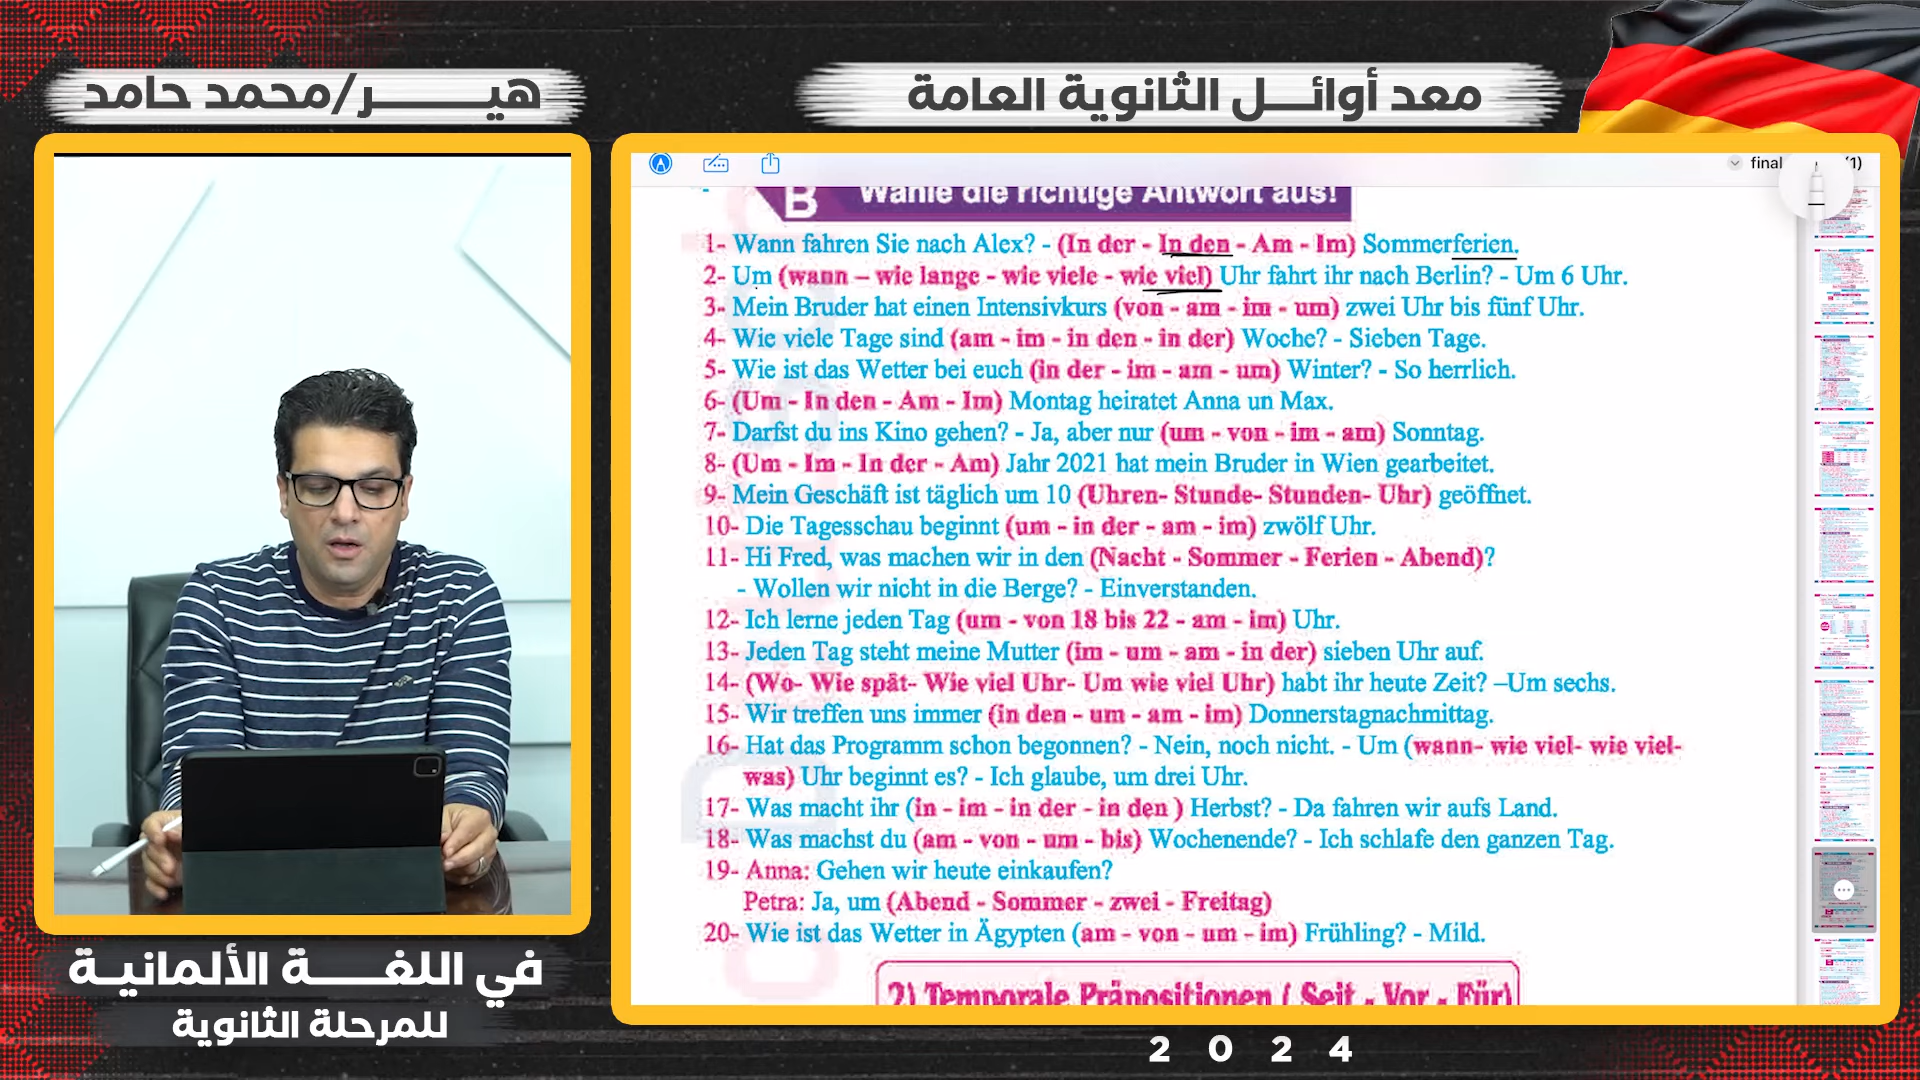 هيـــــر/محمد حامد
معد أوائـــل الثانوية العامة
final
(1)
B Wähle die richtige Antwort aus!
1- Wann fahren Sie nach Alex? - (In der - In den - Am - Im) Sommerferien.
2- Um (wann – wie lange - wie viele - wie viel) Uhr fahrt ihr nach Berlin? - Um 6 Uhr.
3- Mein Bruder hat einen Intensivkurs (von - am - im - um) zwei Uhr bis fünf Uhr.
4- Wie viele Tage sind (am - im - in den - in der) Woche? - Sieben Tage.
5- Wie ist das Wetter bei euch (in der - im - am - um) Winter? - So herrlich.
6- (Um - In den - Am - Im) Montag heiratet Anna un Max.
7- Darfst du ins Kino gehen? - Ja, aber nur (um - von - im - am) Sonntag.
8- (Um - Im - In der - Am) Jahr 2021 hat mein Bruder in Wien gearbeitet.
9- Mein Geschäft ist täglich um 10 (Uhren- Stunde- Stunden- Uhr) geöffnet.
10- Die Tagesschau beginnt (um - in der - am - im) zwölf Uhr.
11- Hi Fred, was machen wir in den (Nacht - Sommer - Ferien - Abend)?
- Wollen wir nicht in die Berge? - Einverstanden.
12- Ich lerne jeden Tag (um - von 18 bis 22 - am - im) Uhr.
13- Jeden Tag steht meine Mutter (im - um - am - in der) sieben Uhr auf.
14- (Wo- Wie spät- Wie viel Uhr- Um wie viel Uhr) habt ihr heute Zeit? –Um sechs.
15- Wir treffen uns immer (in den - um - am - im) Donnerstagnachmittag.
16- Hat das Programm schon begonnen? - Nein, noch nicht. - Um (wann- wie viel- wie viel-
was) Uhr beginnt es? - Ich glaube, um drei Uhr.
17- Was macht ihr (in - im - in der - in den ) Herbst? - Da fahren wir aufs Land.
18- Was machst du (am - von - um - bis) Wochenende? - Ich schlafe den ganzen Tag.
19- Anna: Gehen wir heute einkaufen?
Petra: Ja, um (Abend - Sommer - zwei - Freitag)
20- Wie ist das Wetter in Ägypten (am - von - um - im) Frühling? - Mild.
2) Temporale Präpositionen ( Seit - Vor - Für)
في اللغـــة الألمانيـة
للمرحلة الثانوية
2 0 2 4